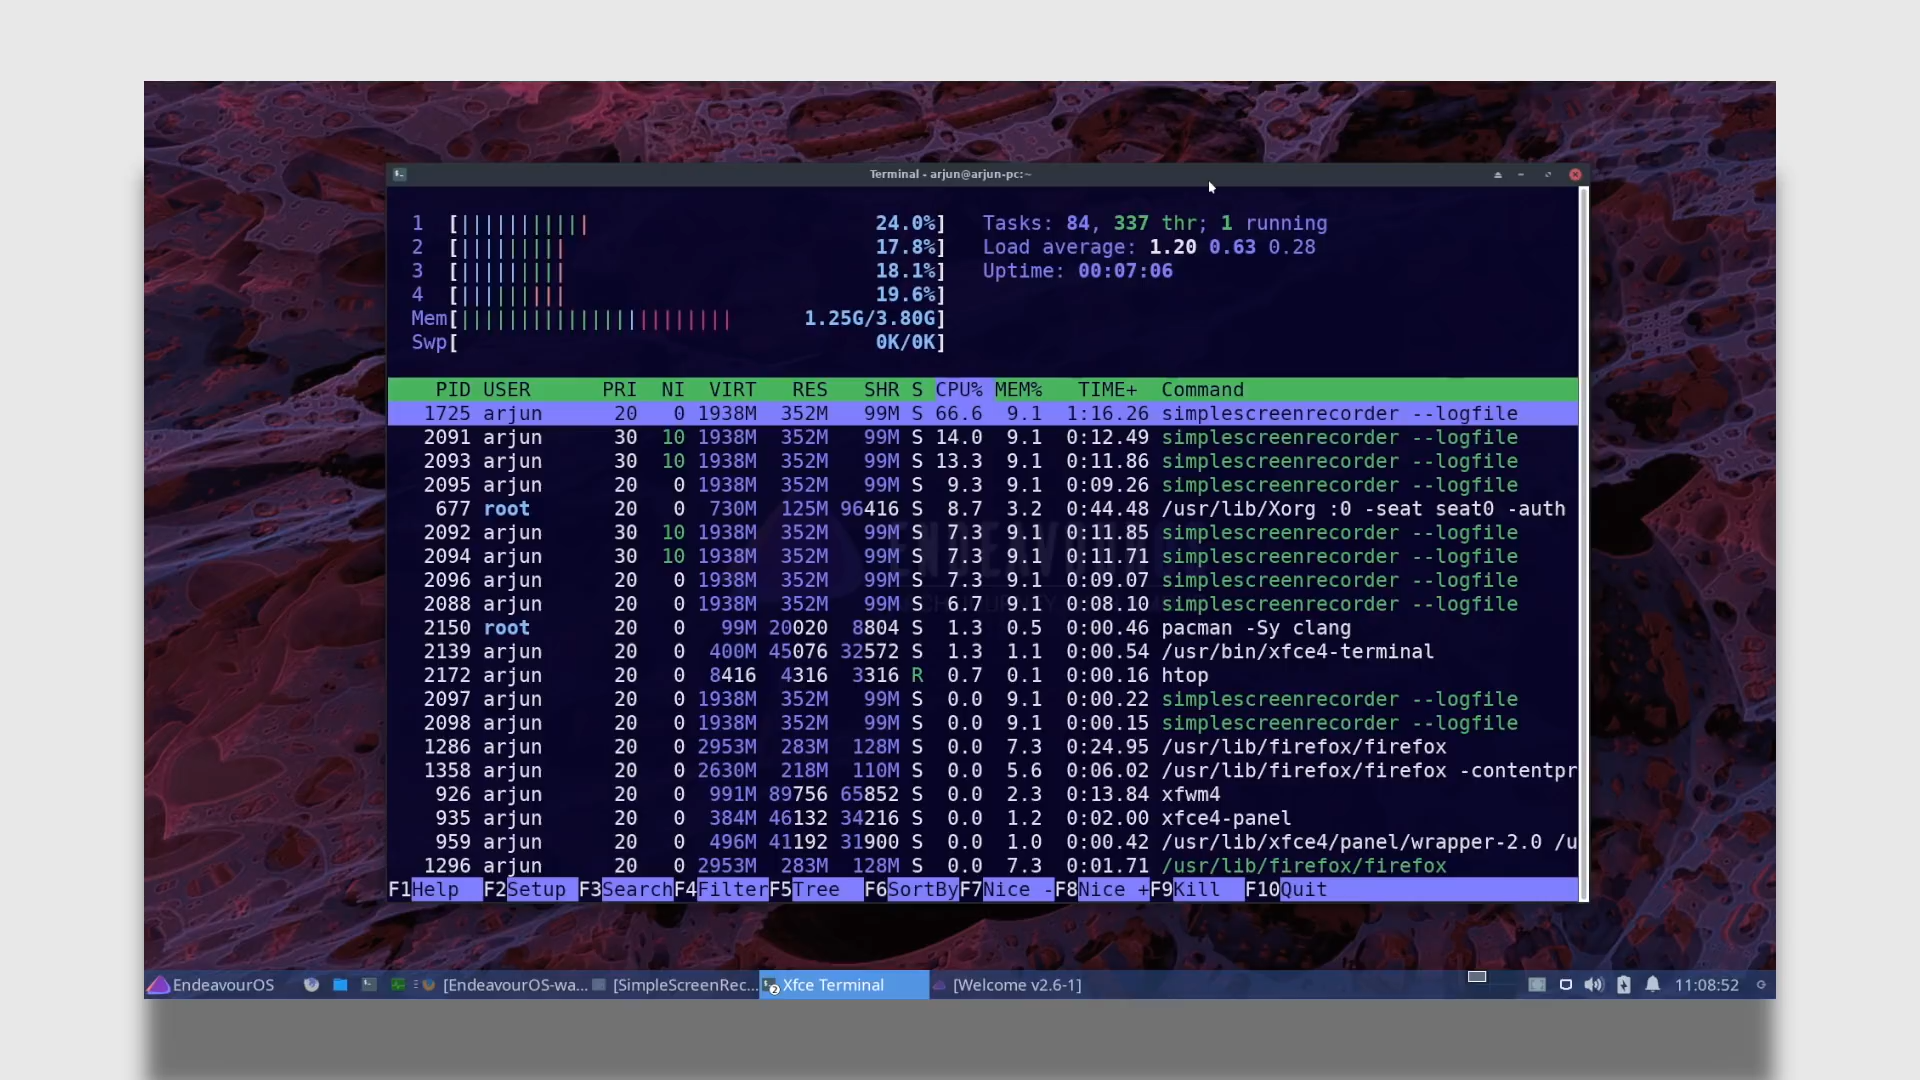 Terminal - arjun@arjun-pc:~
1 [||||||||||| 24.0%] Tasks: 84, 337 thr; 1 running
2 [||||||||| 17.8%] Load average: 1.20 0.63 0.28
3 [||||||||| 18.1%] Uptime: 00:07:06
4 [||||||||| 19.6%]
Mem[||||||||||||||||||||||| 1.25G/3.80G]
Swp[ 0K/0K]
PID USER PRI NI VIRT RES SHR S CPU% MEM% TIME+ Command
1725 arjun 20 0 1938M 352M 99M S 66.6 9.1 1:16.26 simplescreenrecorder --logfile
2091 arjun 30 10 1938M 352M 99M S 14.0 9.1 0:12.49 simplescreenrecorder --logfile
2093 arjun 30 10 1938M 352M 99M S 13.3 9.1 0:11.86 simplescreenrecorder --logfile
2095 arjun 20 0 1938M 352M 99M S 9.3 9.1 0:09.26 simplescreenrecorder --logfile
677 root 20 0 730M 125M 96416 S 8.7 3.2 0:44.48 /usr/lib/Xorg :0 -seat seat0 -auth
2092 arjun 30 10 1938M 352M 99M S 7.3 9.1 0:11.85 simplescreenrecorder --logfile
2094 arjun 30 10 1938M 352M 99M S 7.3 9.1 0:11.71 simplescreenrecorder --logfile
2096 arjun 20 0 1938M 352M 99M S 7.3 9.1 0:09.07 simplescreenrecorder --logfile
2088 arjun 20 0 1938M 352M 99M S 6.7 9.1 0:08.10 simplescreenrecorder --logfile
2150 root 20 0 99M 20020 8804 S 1.3 0.5 0:00.46 pacman -Sy clang
2139 arjun 20 0 400M 45076 32572 S 1.3 1.1 0:00.54 /usr/bin/xfce4-terminal
2172 arjun 20 0 8416 4316 3316 R 0.7 0.1 0:00.16 htop
2097 arjun 20 0 1938M 352M 99M S 0.0 9.1 0:00.22 simplescreenrecorder --logfile
2098 arjun 20 0 1938M 352M 99M S 0.0 9.1 0:00.15 simplescreenrecorder --logfile
1286 arjun 20 0 2953M 283M 128M S 0.0 7.3 0:24.95 /usr/lib/firefox/firefox
1358 arjun 20 0 2630M 218M 110M S 0.0 5.6 0:06.02 /usr/lib/firefox/firefox -contentpr
926 arjun 20 0 991M 89756 65852 S 0.0 2.3 0:13.84 xfwm4
935 arjun 20 0 384M 46132 34216 S 0.0 1.2 0:02.00 xfce4-panel
959 arjun 20 0 496M 41192 31900 S 0.0 1.0 0:00.42 /usr/lib/xfce4/panel/wrapper-2.0 /u
1296 arjun 20 0 2953M 283M 128M S 0.0 7.3 0:01.71 /usr/lib/firefox/firefox
F1Help F2Setup F3SearchF4FilterF5Tree F6SortByF7Nice -F8Nice +F9Kill F10Quit
EndeavourOS [EndeavourOS-wa... [SimpleScreenRec... 2 Xfce Terminal [Welcome v2.6-1] 11:08:52